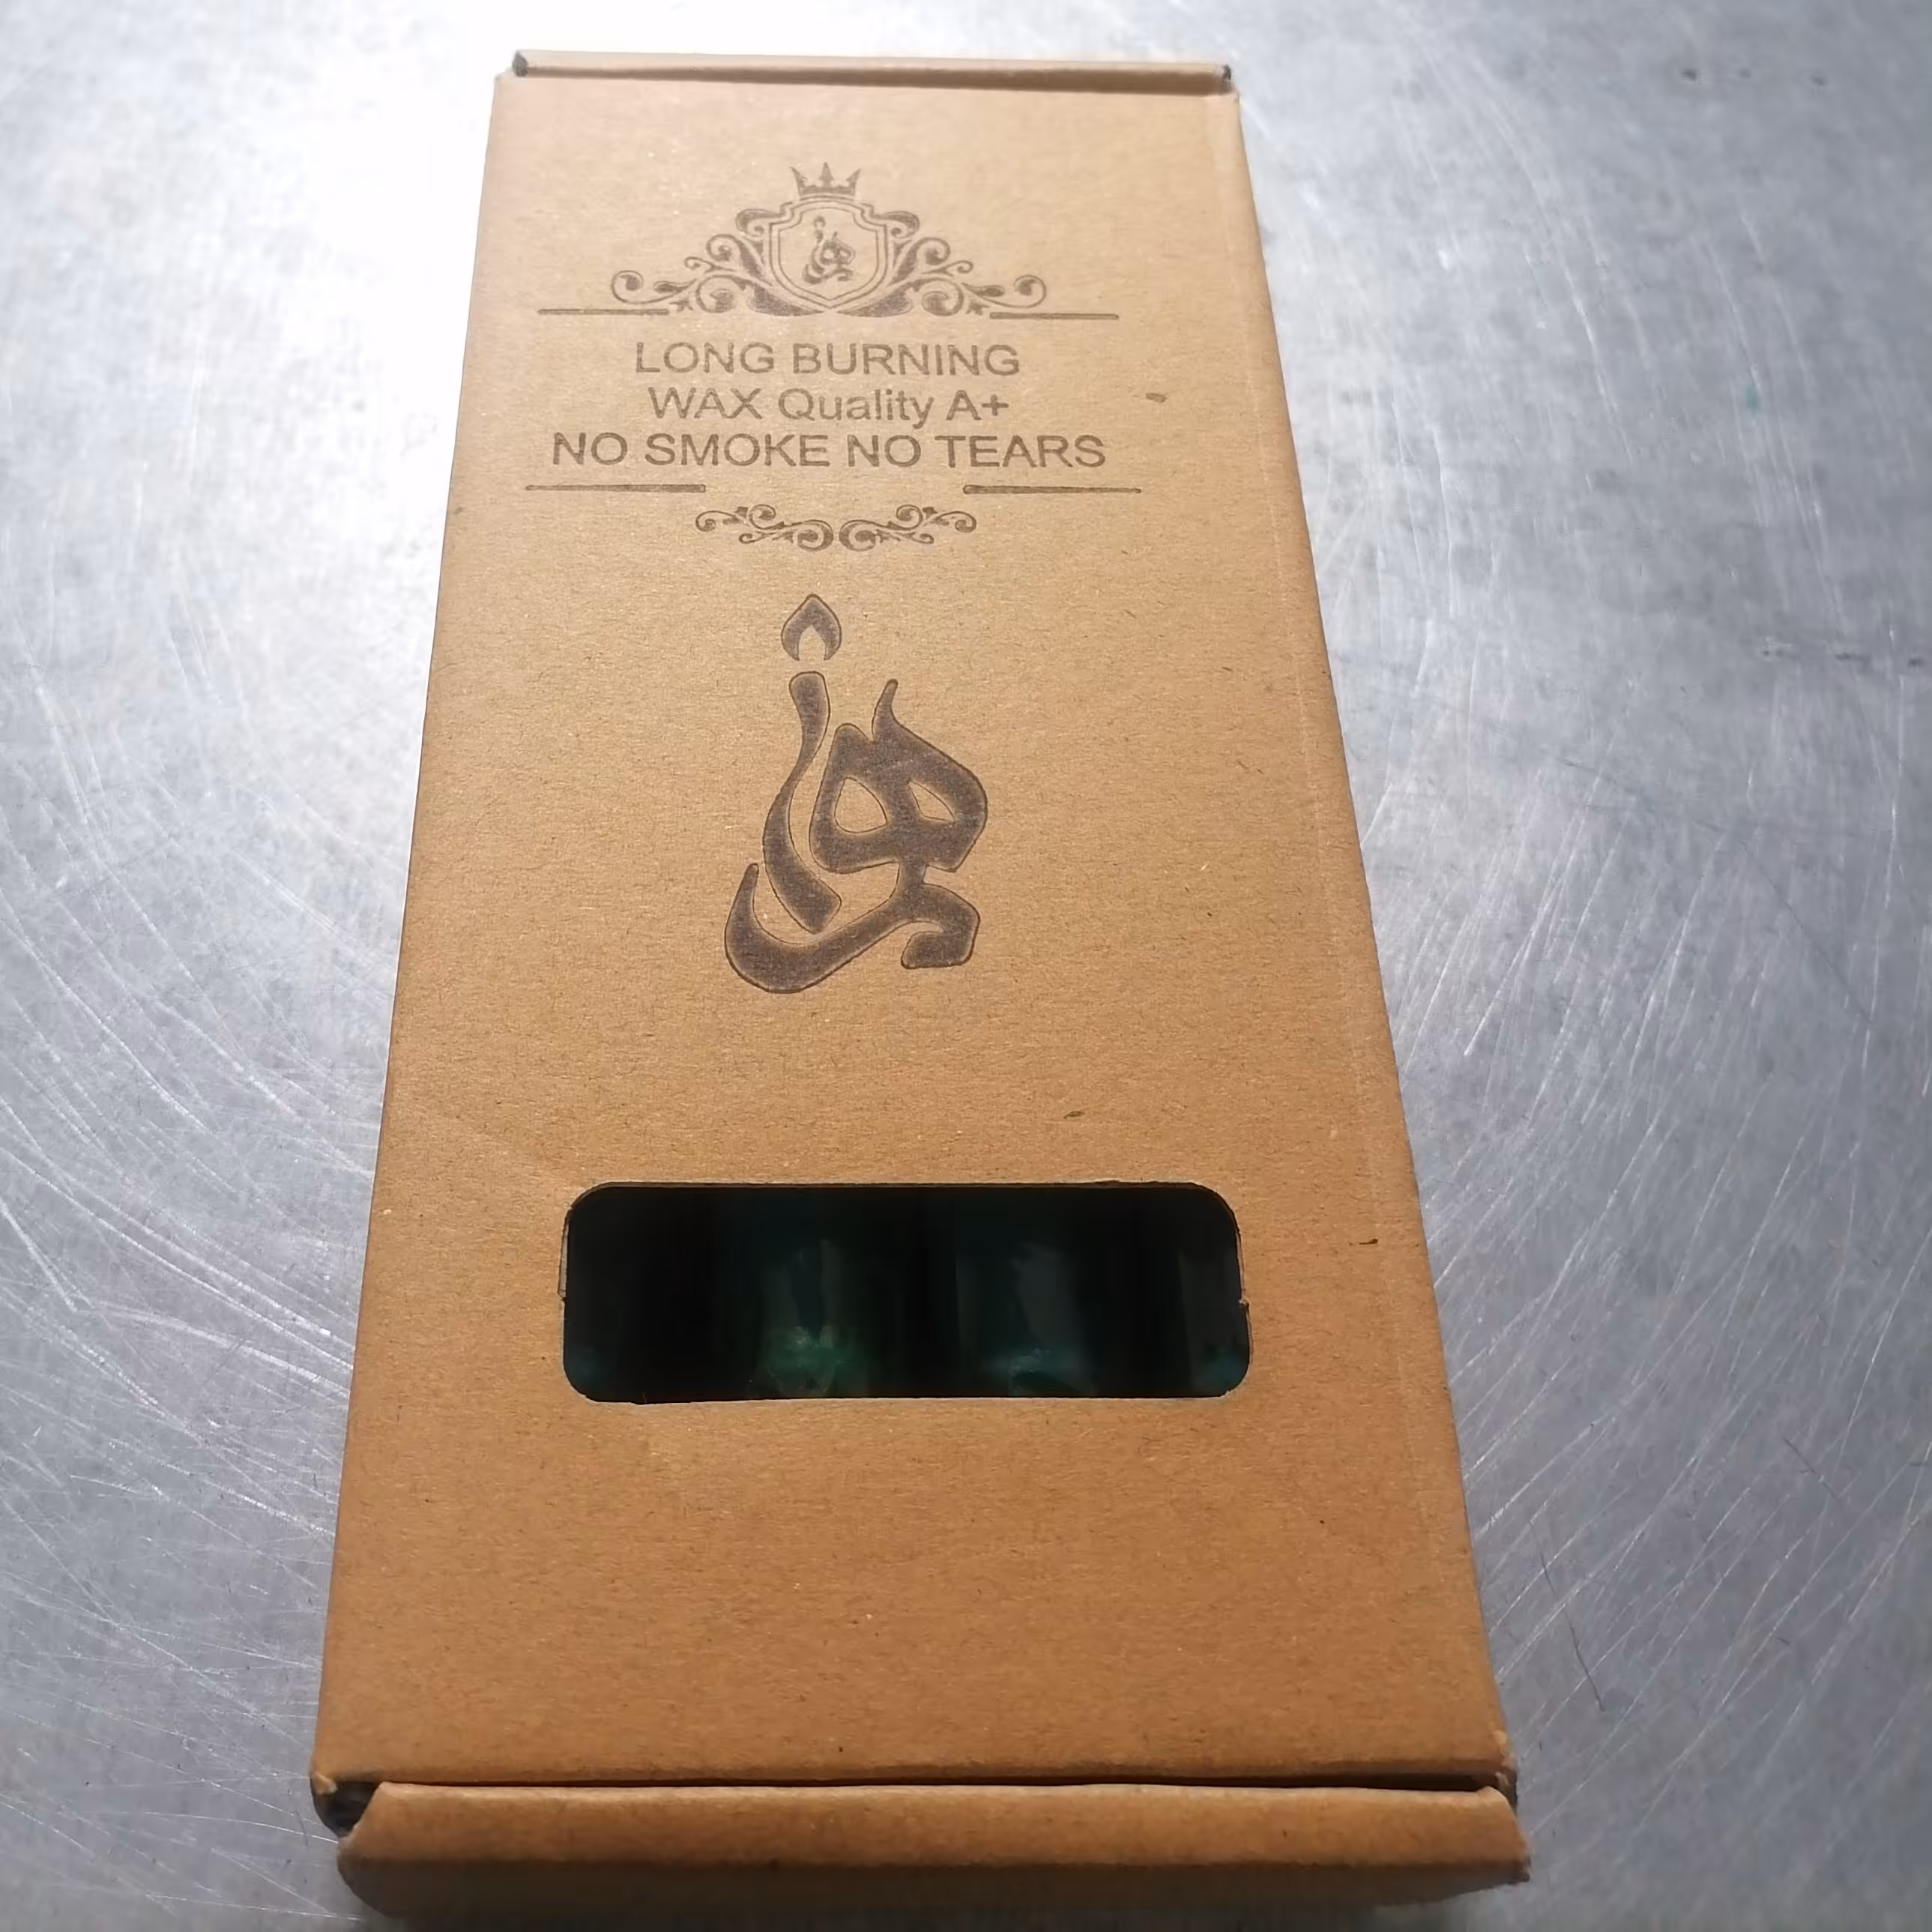 LONG BURNING
WAX Quality A+
NO SMOKE NO TEARS